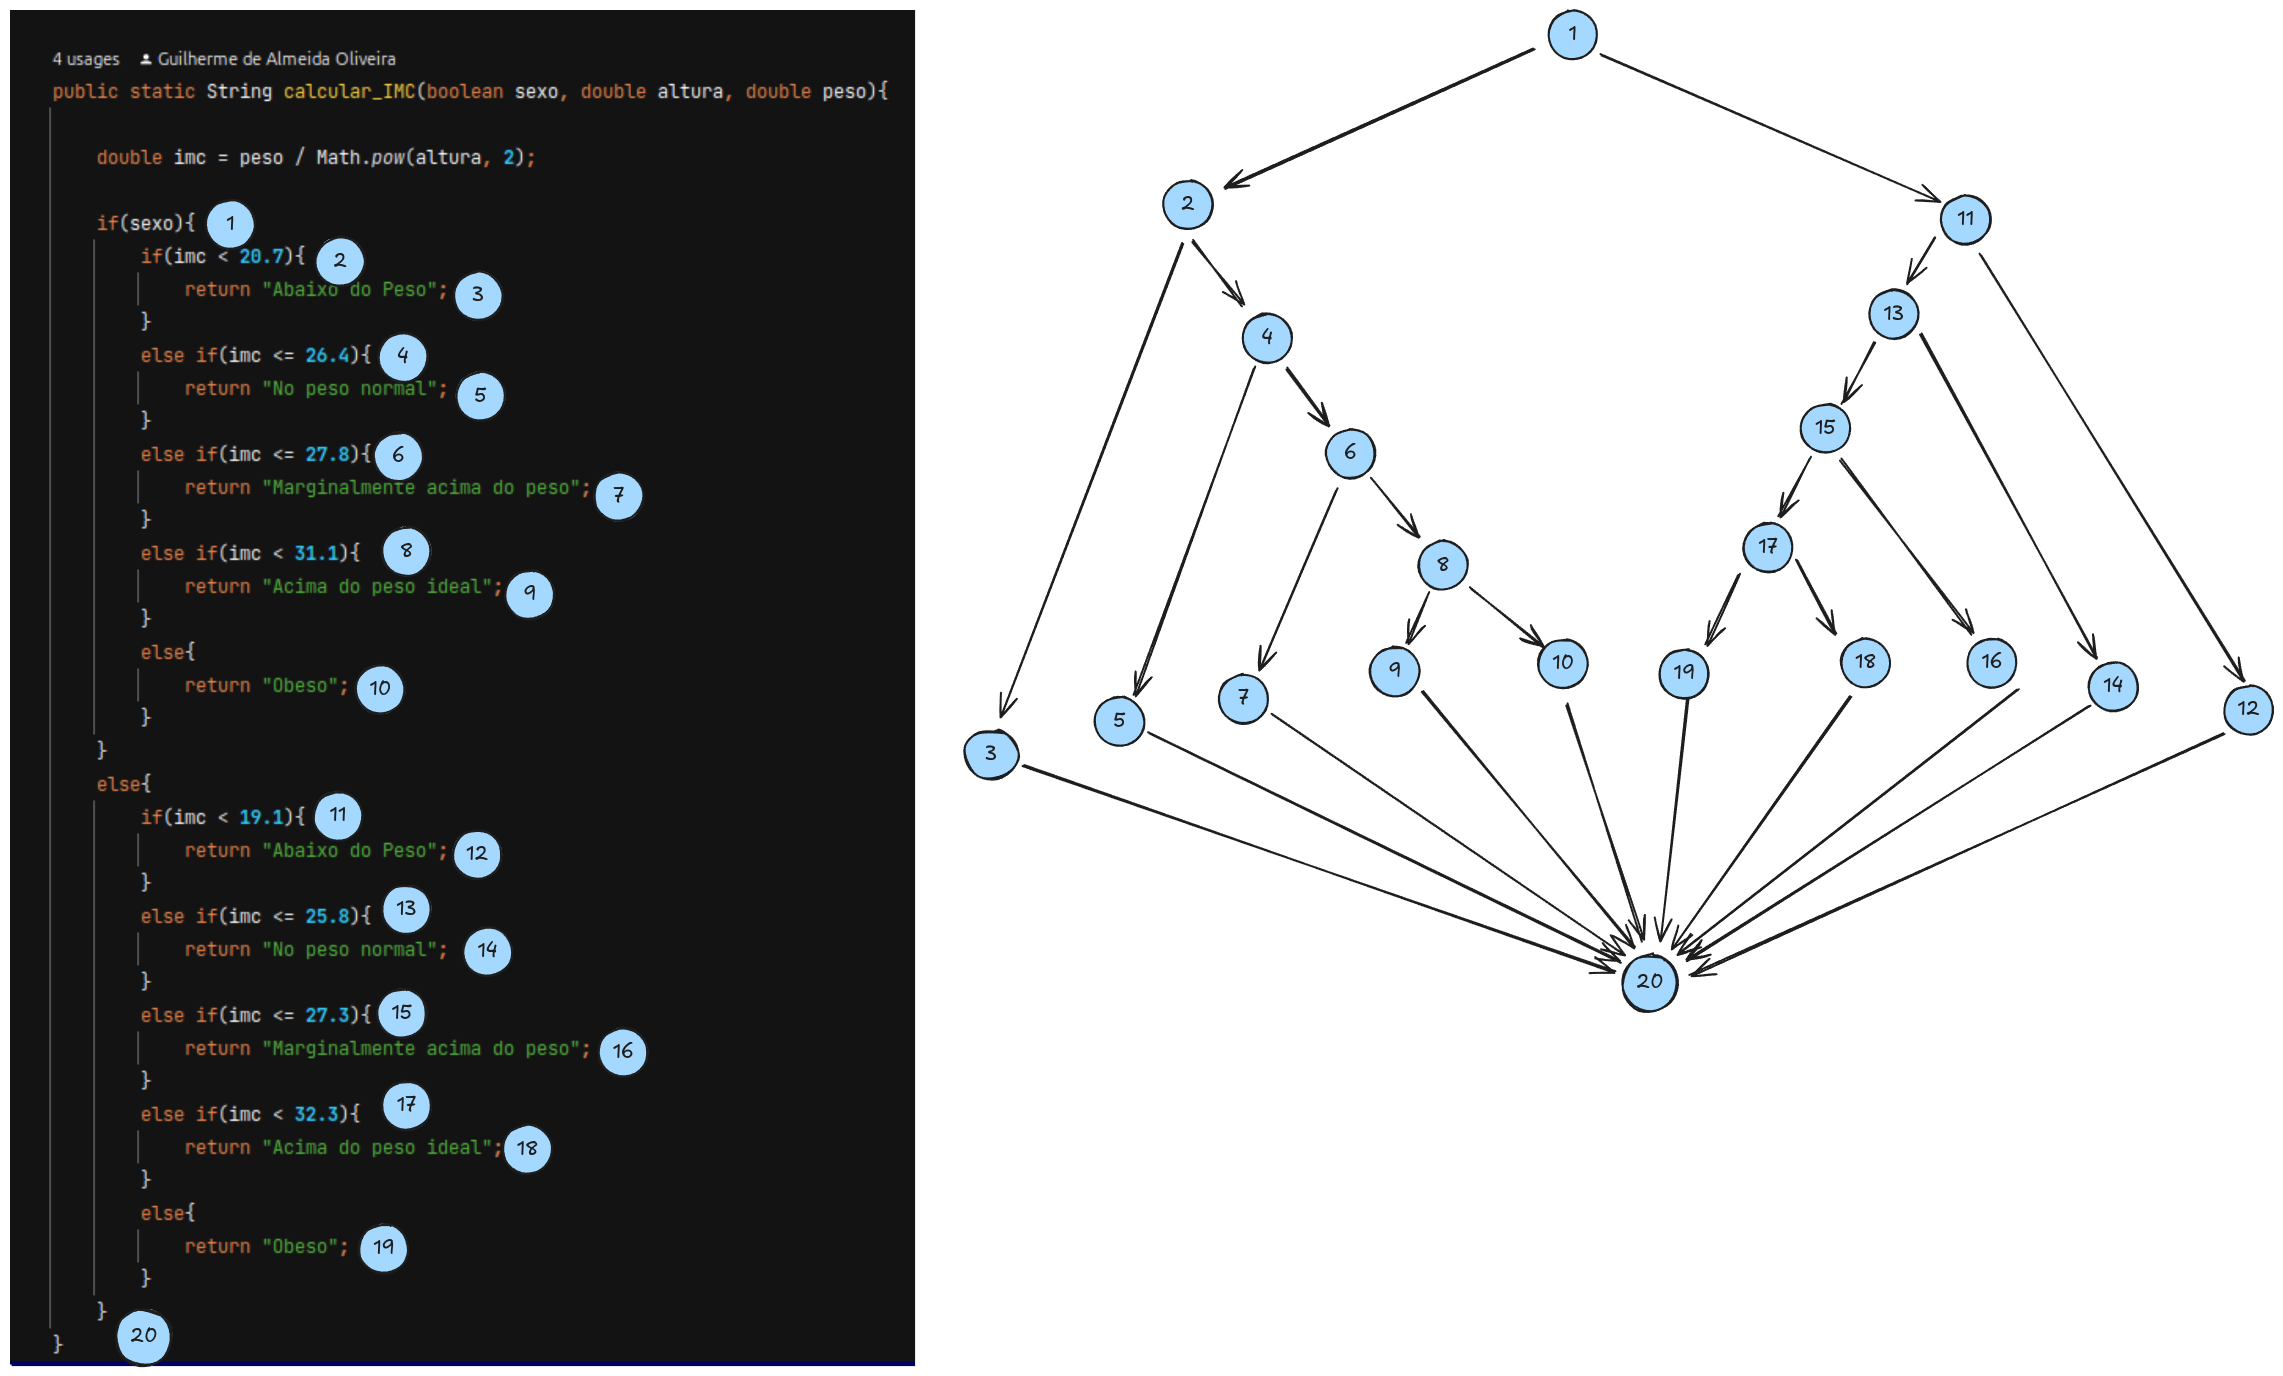 4 usages Guilherme de Almeida Oliveira
public static String calcular_IMC(boolean sexo, double altura, double peso){
double imc = peso / Math.pow(altura, 2);
if(sexo){ 1
if(imc < 20.7){ 2
return "Abaixo do Peso"; 3
}
else if(imc <= 26.4){ 4
return "No peso normal"; 5
}
else if(imc <= 27.8){ 6
return "Marginalmente acima do peso"; 7
}
else if(imc < 31.1){ 8
return "Acima do peso ideal"; 9
}
else{
return "Obeso"; 10
}
}
else{
if(imc < 19.1){ 11
return "Abaixo do Peso"; 12
}
else if(imc <= 25.8){ 13
return "No peso normal"; 14
}
else if(imc <= 27.3){ 15
return "Marginalmente acima do peso"; 16
}
else if(imc < 32.3){ 17
return "Acima do peso ideal"; 18
}
else{
return "Obeso"; 19
}
}
} 20
1
2
11
13
4
15
6
17
8
9
10
19
18
16
14
7
5
12
3
20